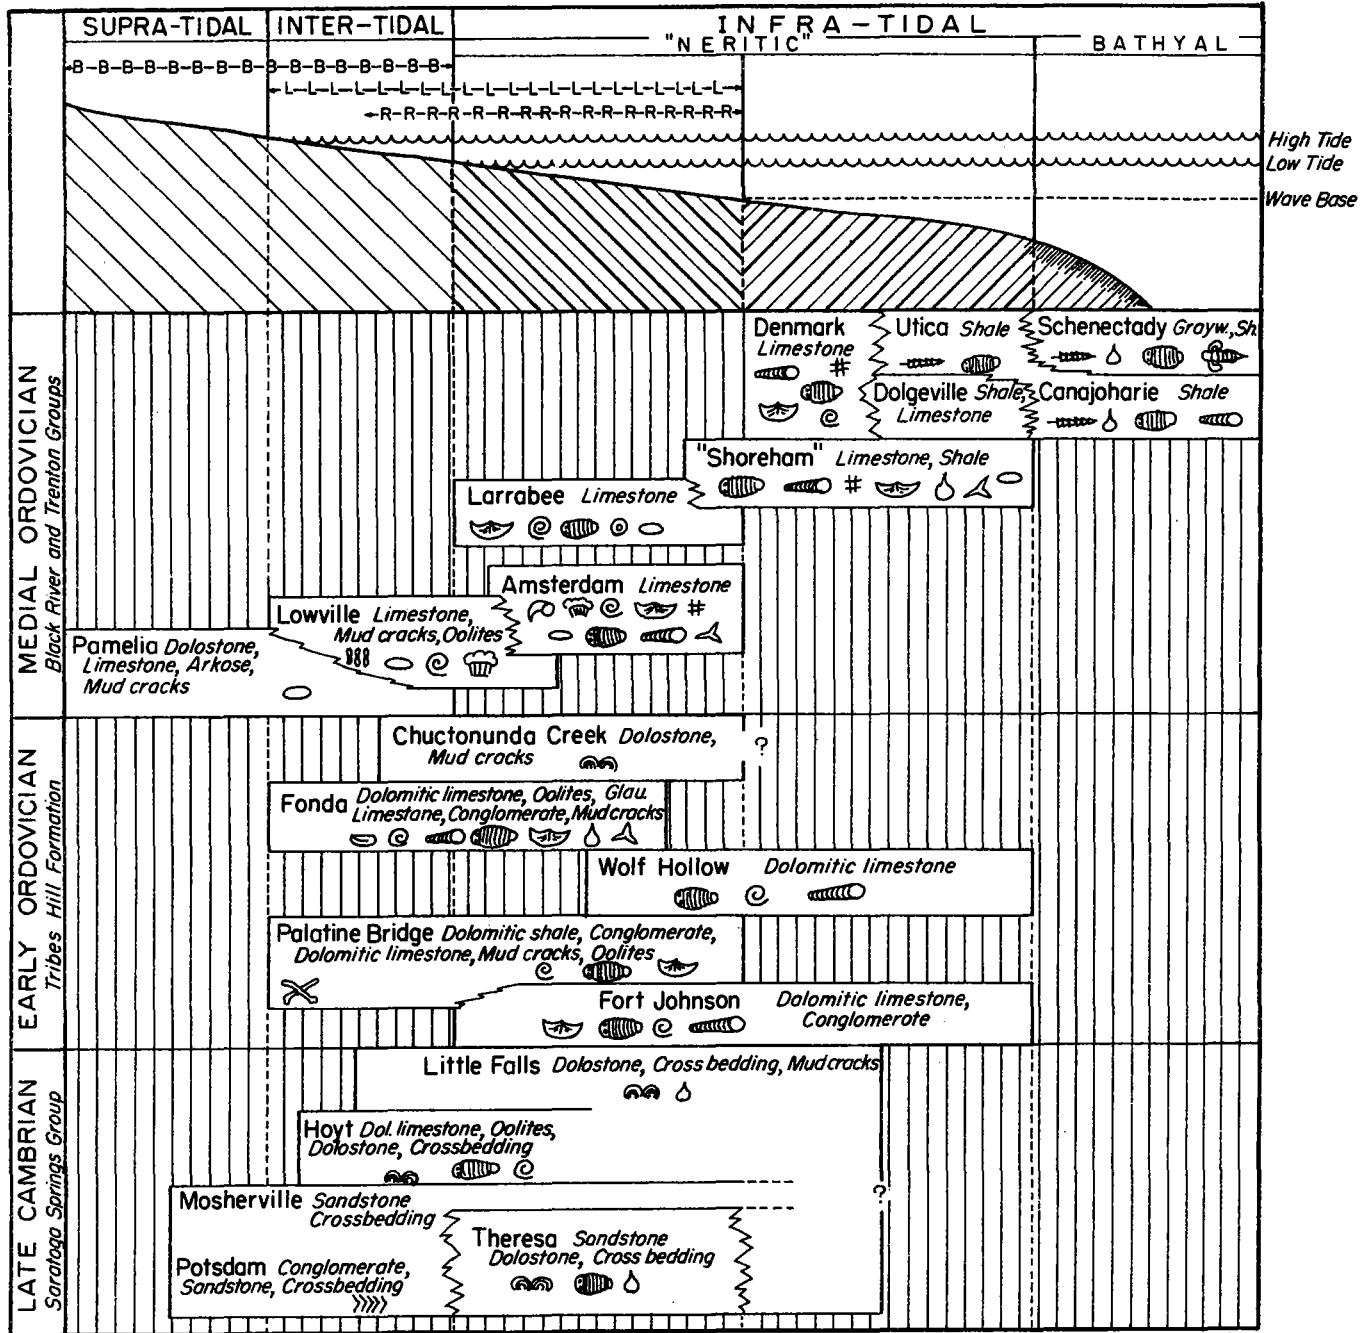 SUPRA-TIDAL INTER-TIDAL INFRA-TIDAL
"NERITIC" BATHYAL
B-B-B-B-B-B-B-B-B-B-B-B-B-B-B-B
L-L-L-L-L-L-L-L-L-L-L-L-L-L-L-L-L-L-L
R-R-R-R-R-R-R-R-R-R-R-R-R-R-R-R
High Tide
Low Tide
Wave Base
MEDIAL ORDOVICIAN
Black River and Trenton Groups
Denmark
Limestone
Utica Shale
Schenectady Grayw., Sh
Dolgeville Shale,
Limestone
Canajoharie Shale
"Shoreham" Limestone, Shale
Larrabee Limestone
Amsterdam Limestone
Lowville Limestone,
Mud cracks, Oolites
Pamelia Dolostone,
Limestone, Arkose,
Mud cracks
EARLY ORDOVICIAN
Tribes Hill Formation
Chuctonunda Creek Dolostone,
Mud cracks
?
Fonda Dolomitic limestone, Oolites, Glau.
Limestane, Conglomerate, Mud cracks
Wolf Hollow Dolomitic limestane
Palatine Bridge Dolomitic shale, Conglomerate,
Dolomitic limestone, Mud cracks, Oolites
Fort Johnson Dolomitic limestone,
Conglomerate
LATE CAMBRIAN
Saratoga Springs Group
Little Falls Dolostone, Cross bedding, Mud cracks
Hoyt Dol. limestone, Oolites,
Dolostone, Crossbedding
Mosherville Sandstone
Crossbedding
?
Theresa Sandstone
Dolostone, Cross bedding
Potsdam Conglomerate,
Sandstone, Crossbedding